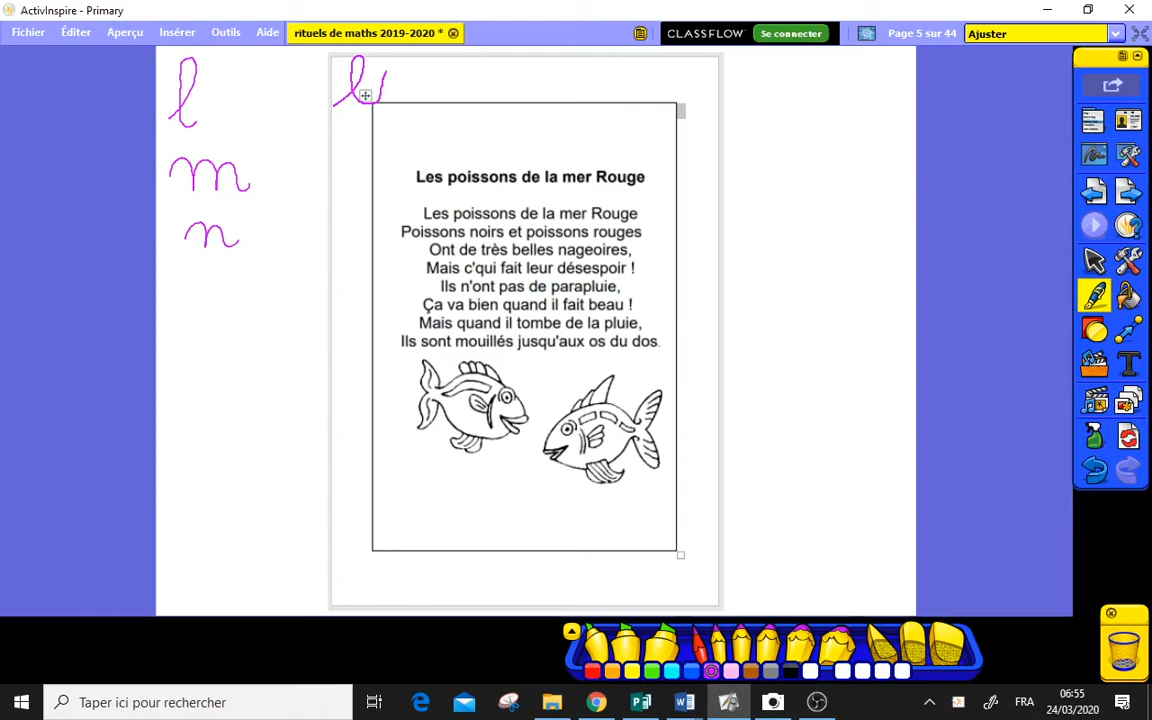 ActivInspire - Primary
Fichier Éditer Aperçu Insérer Outils Aide rituels de maths 2019-2020 * CLASSFLOW Se connecter Page 5 sur 44 Ajuster
l
m
n
Les poissons de la mer Rouge
Les poissons de la mer Rouge
Poissons noirs et poissons rouges
Ont de très belles nageoires,
Mais c'qui fait leur désespoir !
Ils n'ont pas de parapluie,
Ça va bien quand il fait beau !
Mais quand il tombe de la pluie,
Ils sont mouillés jusqu'aux os du dos.
Taper ici pour rechercher
FRA
06:55
24/03/2020